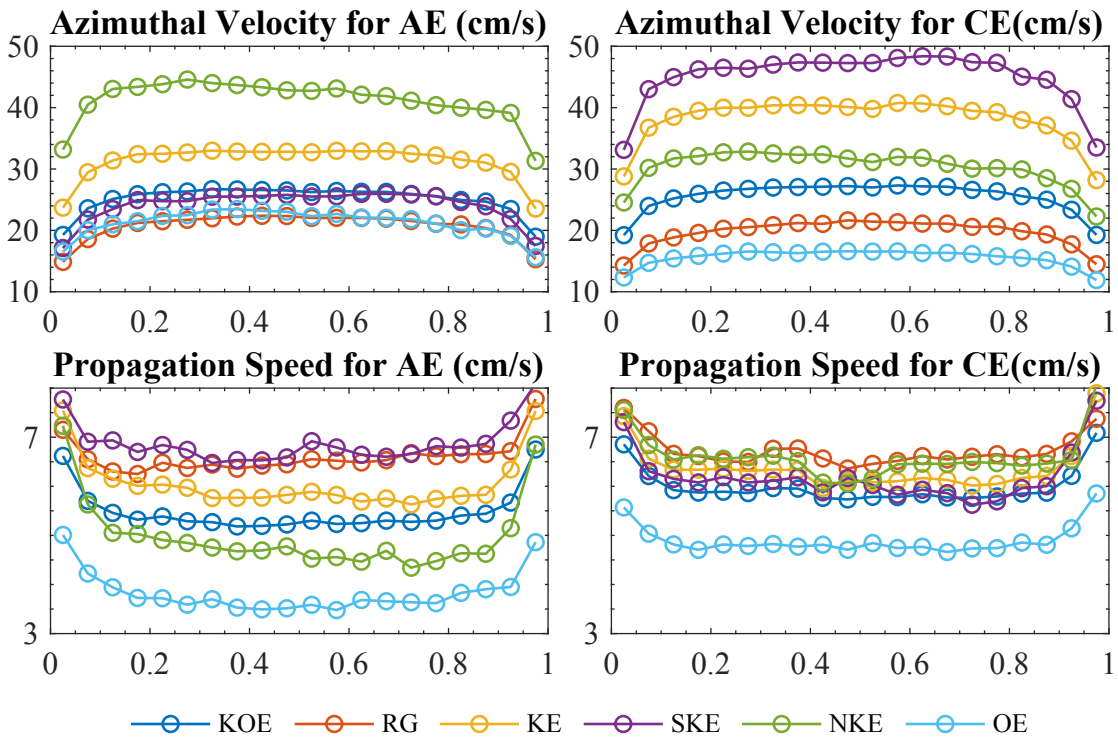 Azimuthal Velocity for AE (cm/s)
Azimuthal Velocity for CE(cm/s)
50
40
30
20
10
0 0.2 0.4 0.6 0.8 1
50
40
30
20
10
0 0.2 0.4 0.6 0.8 1
Propagation Speed for AE (cm/s)
Propagation Speed for CE(cm/s)
7
3
0 0.2 0.4 0.6 0.8 1
7
3
0 0.2 0.4 0.6 0.8 1
KOE RG KE SKE NKE OE